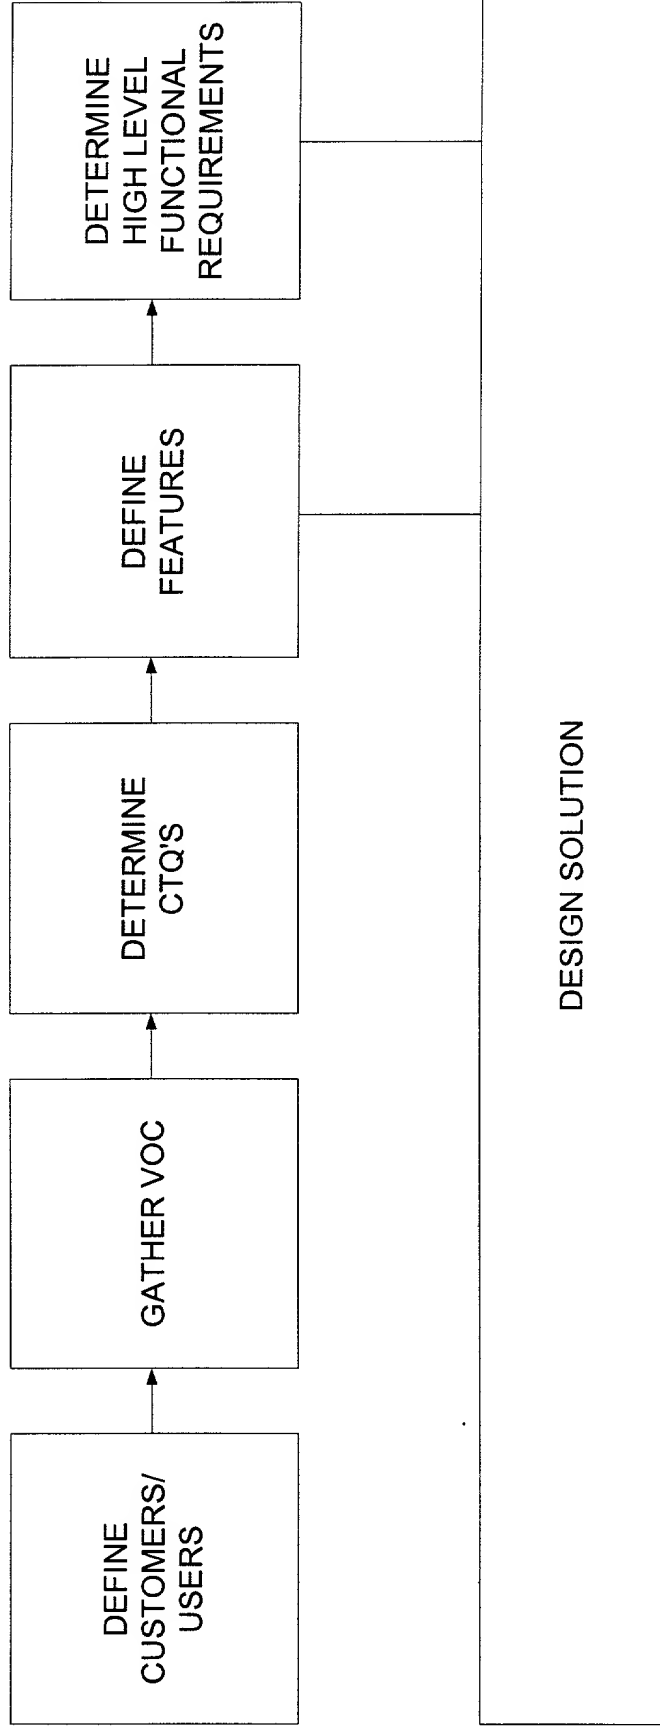 DEFINE
CUSTOMERS/
USERS
GATHER VOC
DETERMINE
CTQ'S
DEFINE
FEATURES
DETERMINE
HIGH LEVEL
FUNCTIONAL
REQUIREMENTS
DESIGN SOLUTION